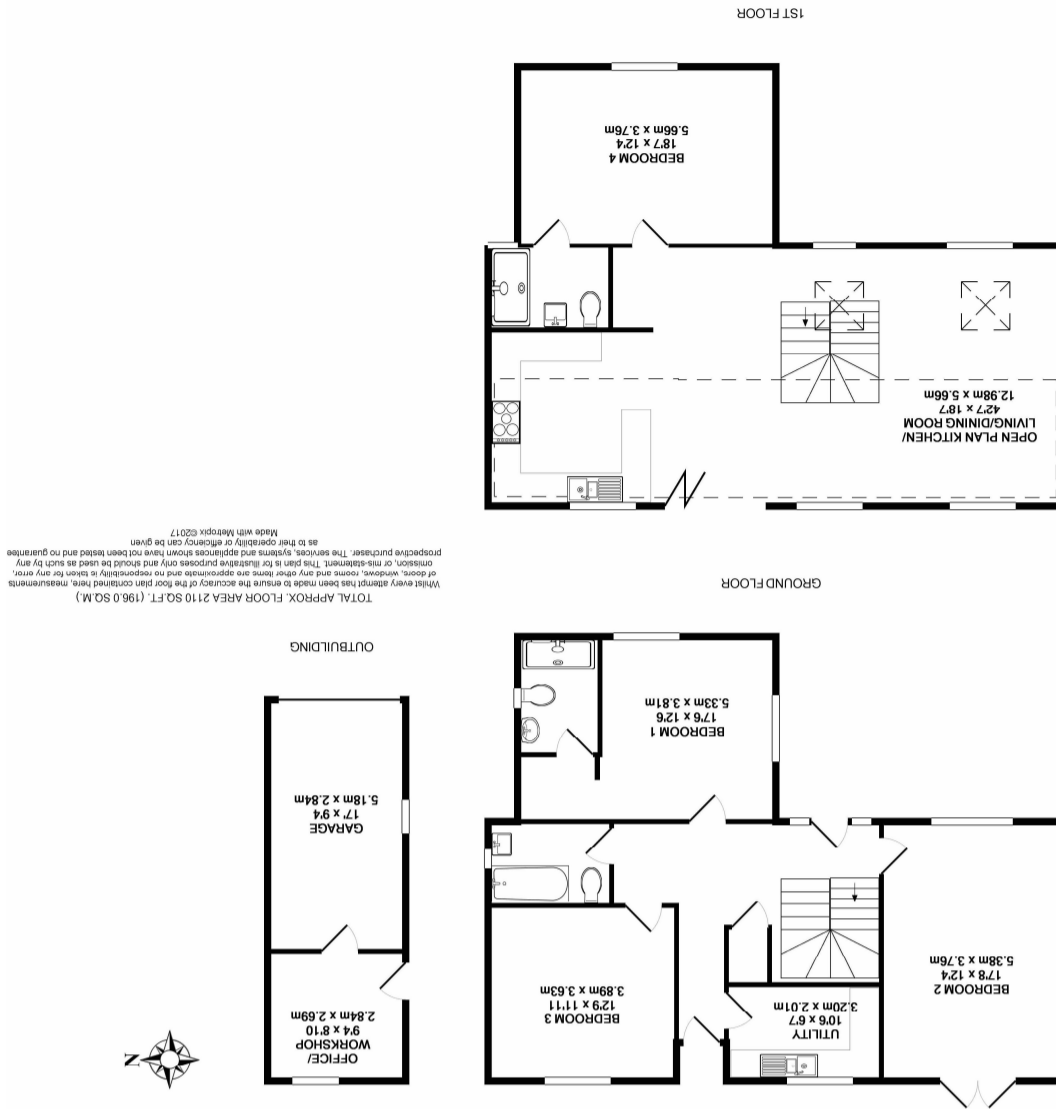 UTILITY
10'6 x 6'7
3.20m x 2.01m
BEDROOM 2
17'8 x 12'4
5.38m x 3.76m
BEDROOM 3
12'9 x 11'11
3.89m x 3.63m
BEDROOM 1
17'6 x 12'6
5.33m x 3.81m
GROUND FLOOR
N
OFFICE/
WORKSHOP
9'4 x 8'10
2.84m x 2.69m
GARAGE
17' x 9'4
5.18m x 2.84m
OUTBUILDING
TOTAL APPROX. FLOOR AREA 2110 SQ.FT. (196.0 SQ.M.)
Whilst every attempt has been made to ensure the accuracy of the floor plan contained here, measurements
of doors, windows, rooms and any other items are approximate and no responsibility is taken for any error,
omission, or mis-statement. This plan is for illustrative purposes only and should be used as such by any
prospective purchaser. The services, systems and appliances shown have not been tested and no guarantee
as to their operability or efficiency can be given
Made with Metropix ©2017
OPEN PLAN KITCHEN/
LIVING/DINING ROOM
42'7 x 18'7
12.98m x 5.66m
BEDROOM 4
18'7 x 12'4
5.66m x 3.76m
1ST FLOOR